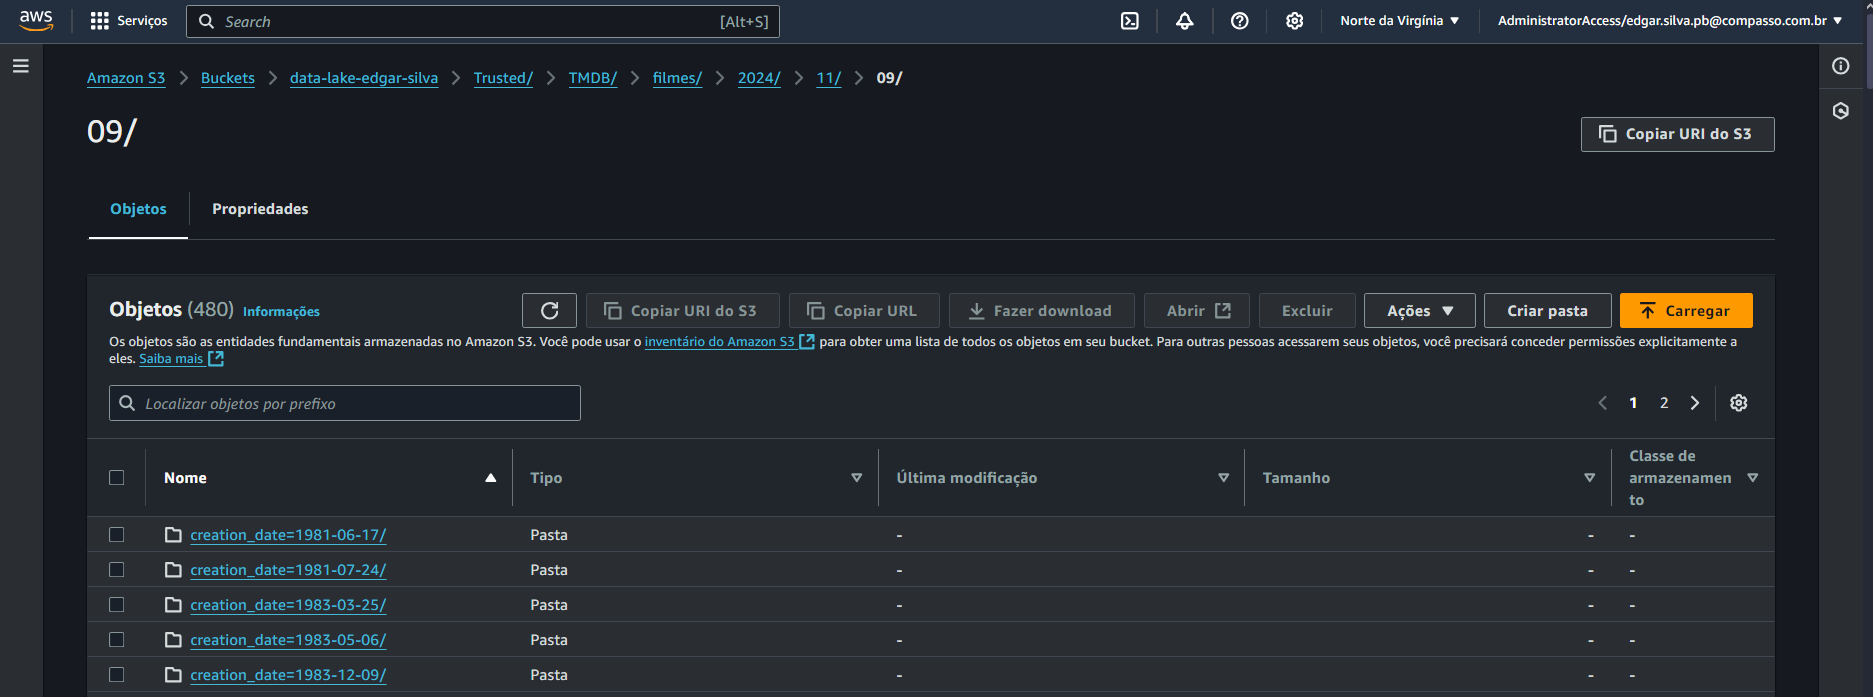 aws Serviços Search [Alt+S] Norte da Virgínia AdministratorAccess/edgar.silva.pb@compasso.com.br
Amazon S3 Buckets data-lake-edgar-silva Trusted/ TMDB/ filmes/ 2024/ 11/ 09/
09/
Copiar URI do S3
Objetos Propriedades
Objetos (480) Informações Copiar URI do S3 Copiar URL Fazer download Abrir Excluir Ações Criar pasta Carregar
Os objetos são as entidades fundamentais armazenadas no Amazon S3. Você pode usar o inventário do Amazon S3 para obter uma lista de todos os objetos em seu bucket. Para outras pessoas acessarem seus objetos, você precisará conceder permissões explicitamente a
eles. Saiba mais
Localizar objetos por prefixo 1 2
Nome Tipo Última modificação Tamanho Classe de
armazenamen
to
creation_date=1981-06-17/ Pasta - - -
creation_date=1981-07-24/ Pasta - - -
creation_date=1983-03-25/ Pasta - - -
creation_date=1983-05-06/ Pasta - - -
creation_date=1983-12-09/ Pasta - - -